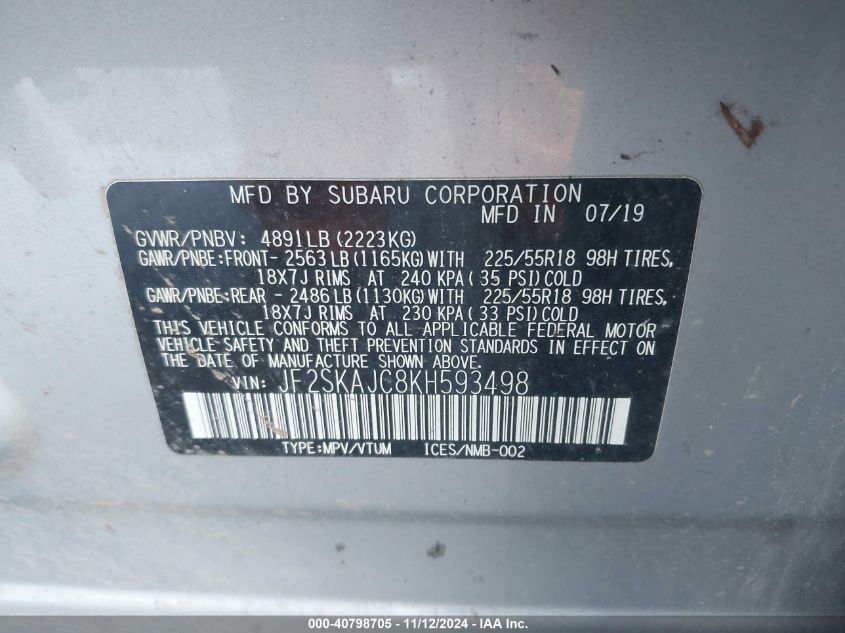 MFD BY SUBARU CORPORATION
MFD IN 07/19
GVWR/PNBV: 4891LB (2223KG)
GAWR/PNBE:FRONT- 2563LB (1165KG)WITH 225/55R18 98H TIRES,
18X7J RIMS AT 240 KPA ( 35 PSI) COLD
GAWR/PNBE:REAR - 2486LB (1130KG)WITH 225/55R18 98H TIRES,
18X7J RIMS AT 230 KPA ( 33 PSI) COLD
THIS VEHICLE CONFORMS TO ALL APPLICABLE FEDERAL MOTOR
VEHICLE SAFETY AND THEFT PREVENTION STANDARDS IN EFFECT ON
THE DATE OF MANUFACTURE SHOWN ABOVE.
VIN: JF2SKAJC8KH593498
TYPE:MPV/VTUM ICES/NMB-002
000-40798705 - 11/12/2024 - IAA Inc.